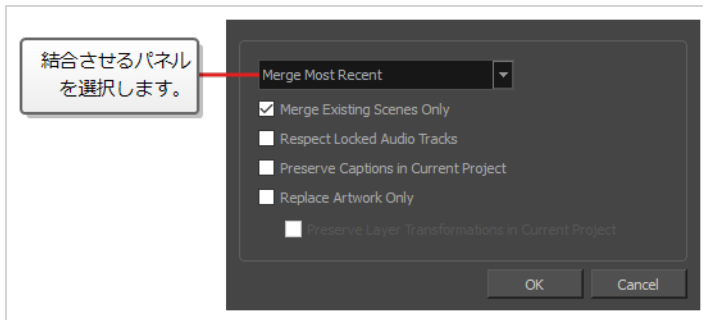 結合させるパネル
を選択します。
Merge Most Recent
Merge Existing Scenes Only
Respect Locked Audio Tracks
Preserve Captions in Current Project
Replace Artwork Only
Preserve Layer Transformations in Current Project
OK
Cancel